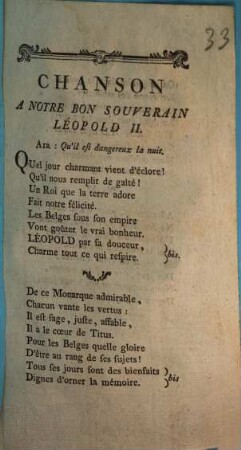 33
CHANSON
A NOTRE BON SOUVERAIN
LÉOPOLD II.
AIR : Qu'il est dangereux la nuit.
QUel jour charmant vient d'éclore!
Qu'il nous remplit de gaîté!
Un Roi que la terre adore
Fait notre félicité.
Les Belges sous son empire
Vont goûter le vrai bonheur.
LÉOPOLD par sa douceur,
Charme tout ce qui respire. bis.
De ce Monarque admirable,
Chacun vante les vertus:
Il est sage, juste, affable,
Il a le cœur de Titus.
Pour les Belges quelle gloire
D'être au rang de ses sujets!
Tous ses jours sont des bienfaits
Dignes d'orner la mémoire. bis